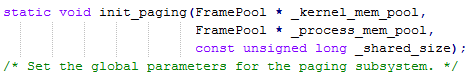 static void init_paging(FramePool * _kernel_mem_pool,
FramePool * _process_mem_pool,
const unsigned long _shared_size);
/* Set the global parameters for the paging subsystem. */